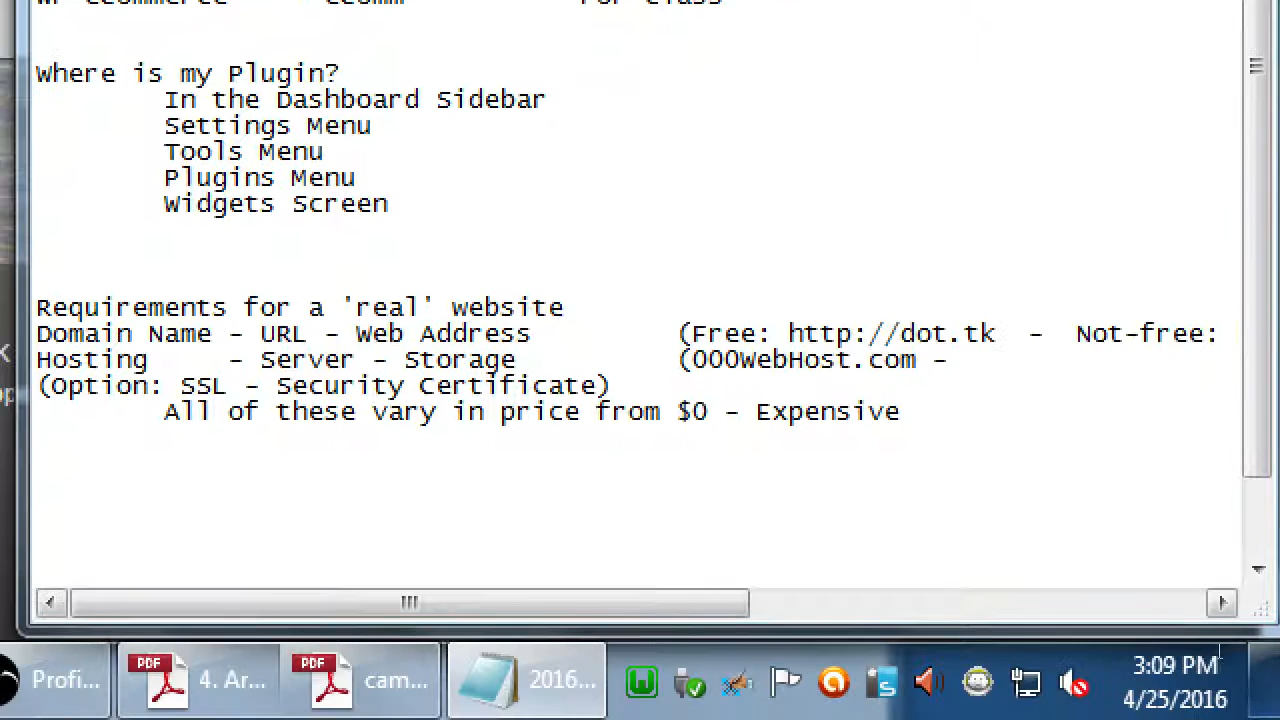 Where is my Plugin?
In the Dashboard Sidebar
Settings Menu
Tools Menu
Plugins Menu
Widgets Screen
Requirements for a 'real' website
Domain Name - URL - Web Address (Free: http://dot.tk - Not-free:
Hosting - Server - Storage (000WebHost.com -
(Option: SSL - Security Certificate)
All of these vary in price from $0 - Expensive
Profi...
PDF 4. Ar...
PDF cam...
2016...
3:09 PM
4/25/2016